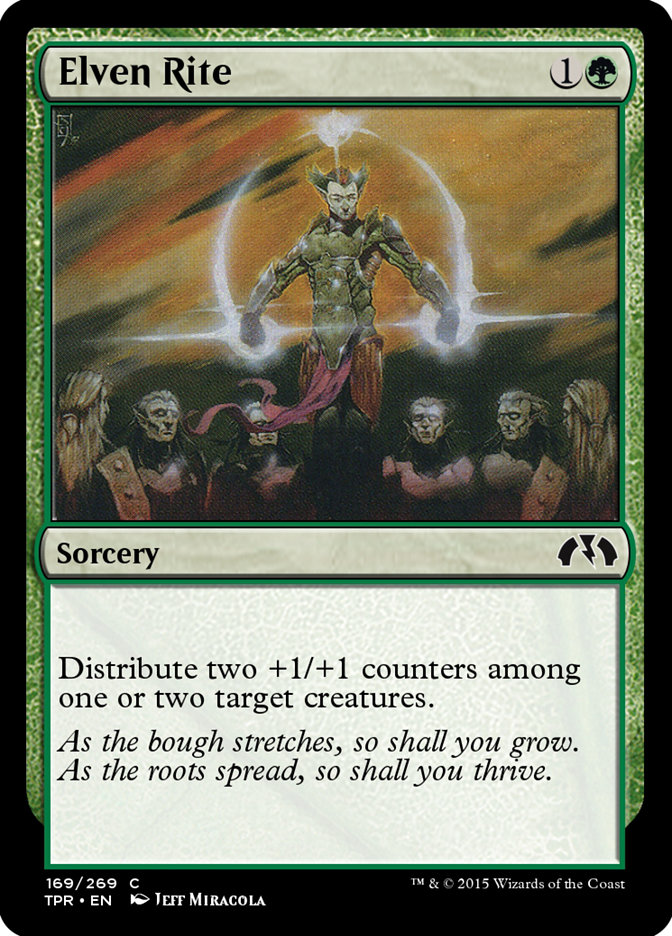 Elven Rite 1
Sorcery
Distribute two +1/+1 counters among
one or two target creatures.
As the bough stretches, so shall you grow.
As the roots spread, so shall you thrive.
169/269 C
TPR • EN Jeff Miracola
™ & © 2015 Wizards of the Coast